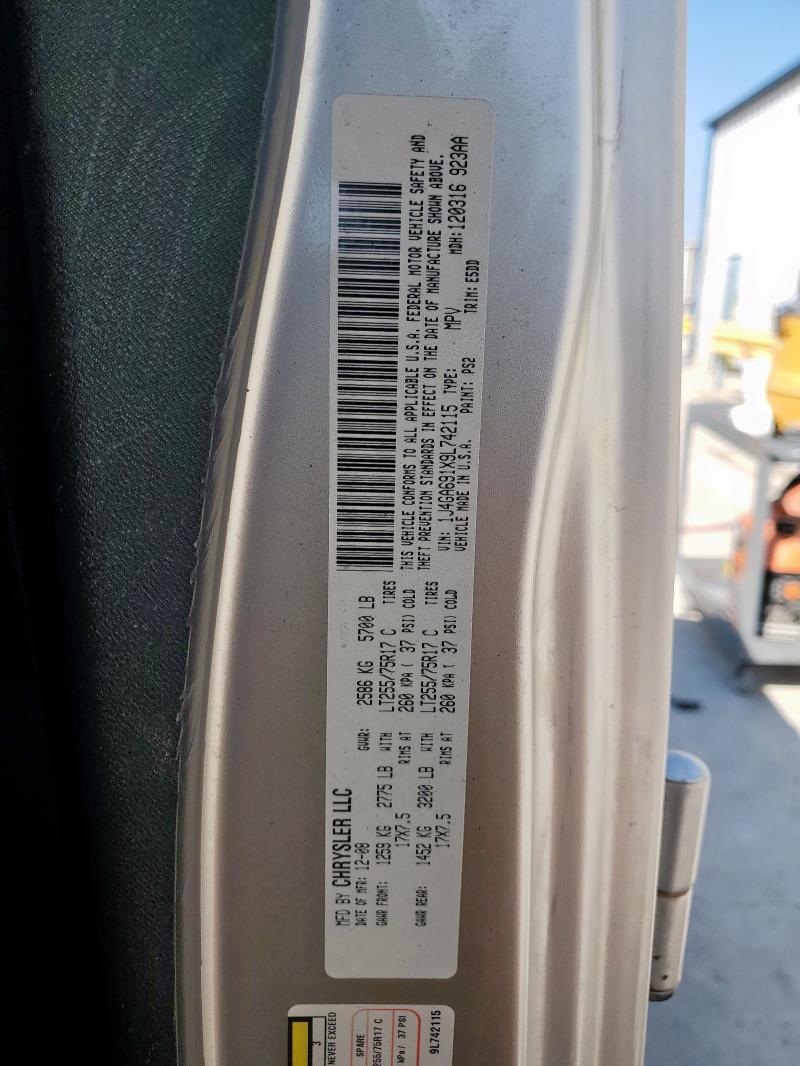 MFD BY CHRYSLER LLC
DATE OF MFR: 12-08 GVWR: 2586 KG 5700 LB
GAWR FRONT: 1259 KG 2775 LB WITH LT255/75R17 C TIRES
17X7.5 RIMS AT 260 KPA ( 37 PSI) COLD
GAWR REAR: 1452 KG 3200 LB WITH LT255/75R17 C TIRES
17X7.5 RIMS AT 260 KPA ( 37 PSI) COLD
THIS VEHICLE CONFORMS TO ALL APPLICABLE U.S.A. FEDERAL MOTOR VEHICLE SAFETY AND
THEFT PREVENTION STANDARDS IN EFFECT ON THE DATE OF MANUFACTURE SHOWN ABOVE.
VIN: 1J4GA691X9L742115 TYPE: MPV MDH: 120316 923AA
VEHICLE MADE IN U.S.A. PAINT: PS2 TRIM: E5DD
3
NEVER EXCEED
SPARE
255/75R17 C
kPa / 37 PSI
9L742115